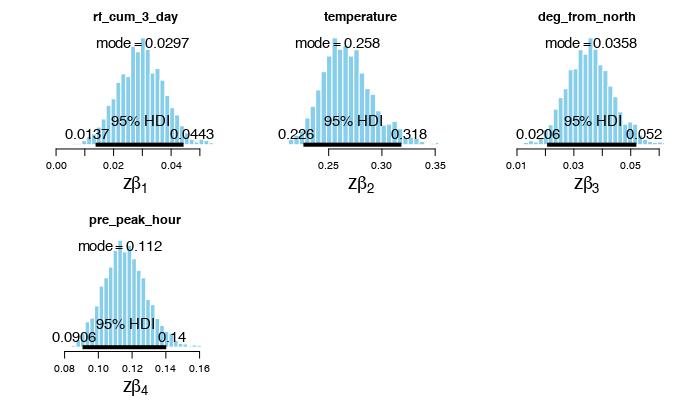 rf_cum_3_day
mode = 0.0297
95% HDI
0.0137 0.0443
0.00 0.02 0.04
zβ1
temperature
mode = 0.258
95% HDI
0.226 0.318
0.25 0.30 0.35
zβ2
deg_from_north
mode = 0.0358
95% HDI
0.0206 0.052
0.01 0.03 0.05
zβ3
pre_peak_hour
mode = 0.112
95% HDI
0.0906 0.14
0.08 0.10 0.12 0.14 0.16
zβ4